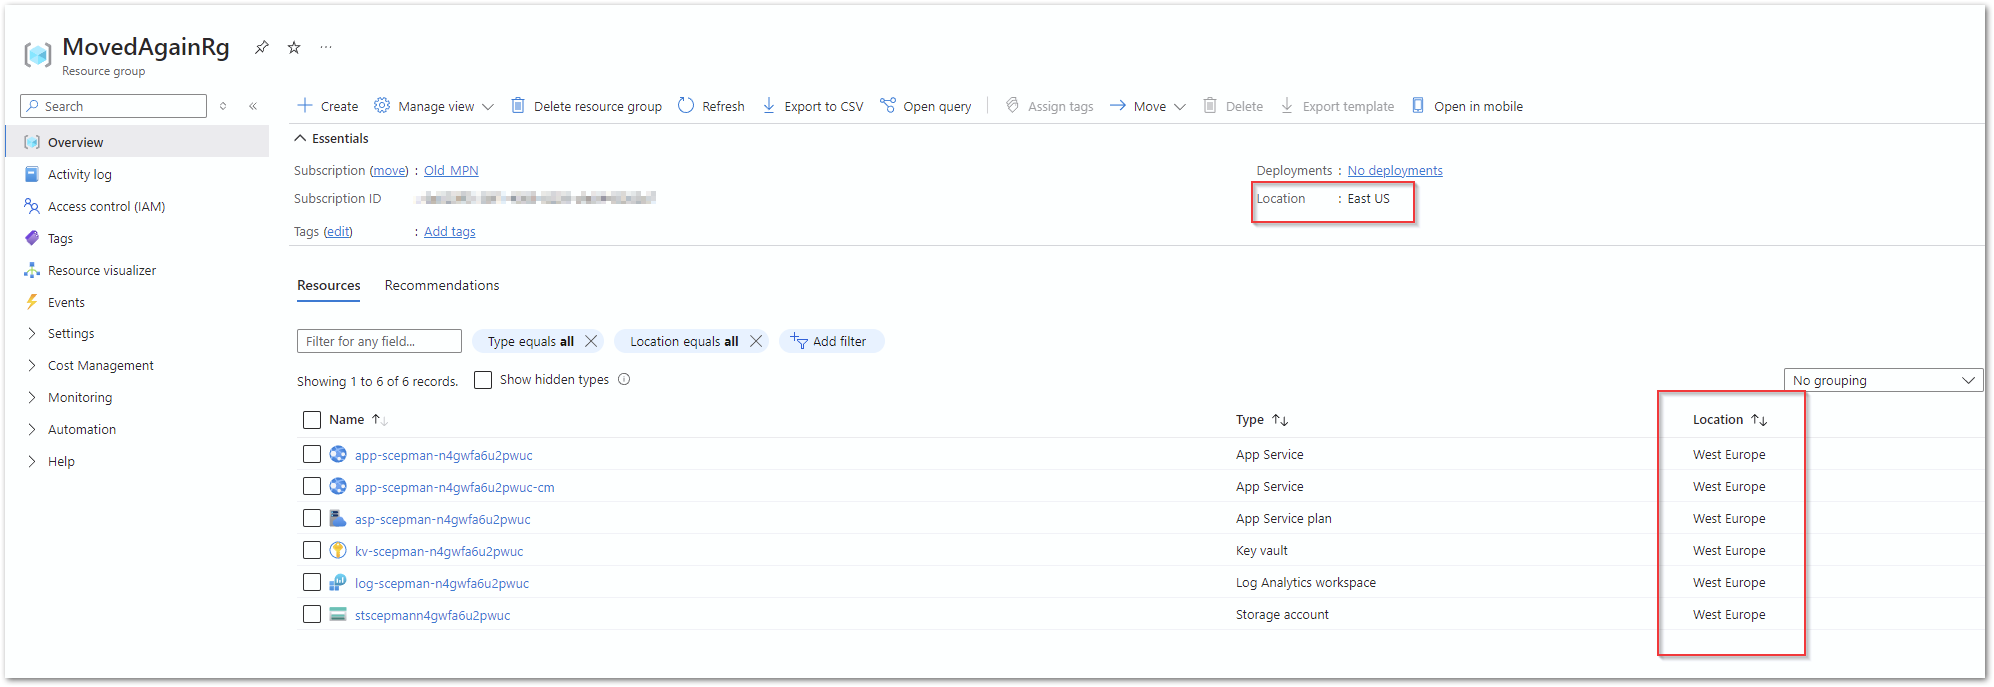 MovedAgainRg
Resource group
Search
Create Manage view Delete resource group Refresh Export to CSV Open query Assign tags Move Delete Export template Open in mobile
Overview
Activity log
Access control (IAM)
Tags
Resource visualizer
Events
Settings
Cost Management
Monitoring
Automation
Help
Essentials
Subscription (move) : Old_MPN
Deployments : No deployments
Subscription ID
Location : East US
Tags (edit) : Add tags
Resources Recommendations
Filter for any field... Type equals all Location equals all Add filter
Showing 1 to 6 of 6 records. Show hidden types No grouping
Name Type Location
app-scepman-n4gwfa6u2pwuc App Service West Europe
app-scepman-n4gwfa6u2pwuc-cm App Service West Europe
asp-scepman-n4gwfa6u2pwuc App Service plan West Europe
kv-scepman-n4gwfa6u2pwuc Key vault West Europe
log-scepman-n4gwfa6u2pwuc Log Analytics workspace West Europe
stscepmann4gwfa6u2pwuc Storage account West Europe